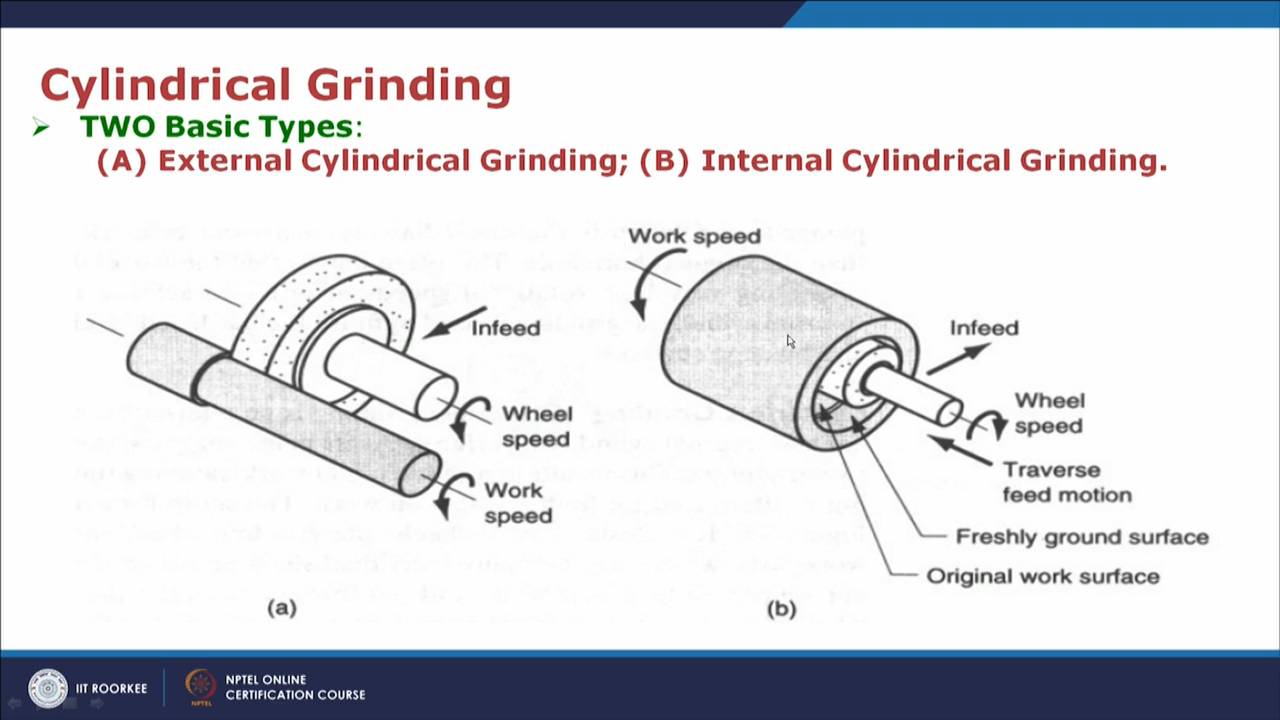 Cylindrical Grinding
TWO Basic Types:
(A) External Cylindrical Grinding; (B) Internal Cylindrical Grinding.
Infeed
Wheel
speed
Work
speed
(a)
Work speed
Infeed
Wheel
speed
Traverse
feed motion
Freshly ground surface
Original work surface
(b)
IIT ROORKEE
NPTEL
NPTEL ONLINE
CERTIFICATION COURSE